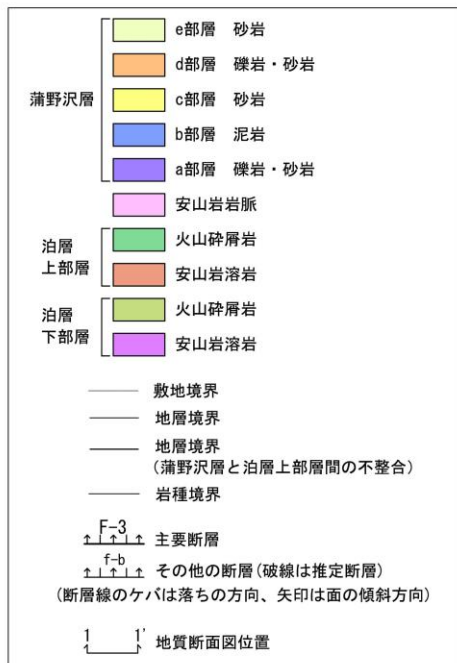 蒲野沢層
e部層 砂岩
d部層 礫岩・砂岩
c部層 砂岩
b部層 泥岩
a部層 礫岩・砂岩
安山岩岩脈
泊層
上部層
火山砕屑岩
安山岩溶岩
泊層
下部層
火山砕屑岩
安山岩溶岩
敷地境界
地層境界
地層境界
(蒲野沢層と泊層上部層間の不整合)
岩種境界
F-3
主要断層
f-b
その他の断層(破線は推定断層)
(断層線のケバは落ちの方向、矢印は面の傾斜方向)
1 1'
地質断面図位置